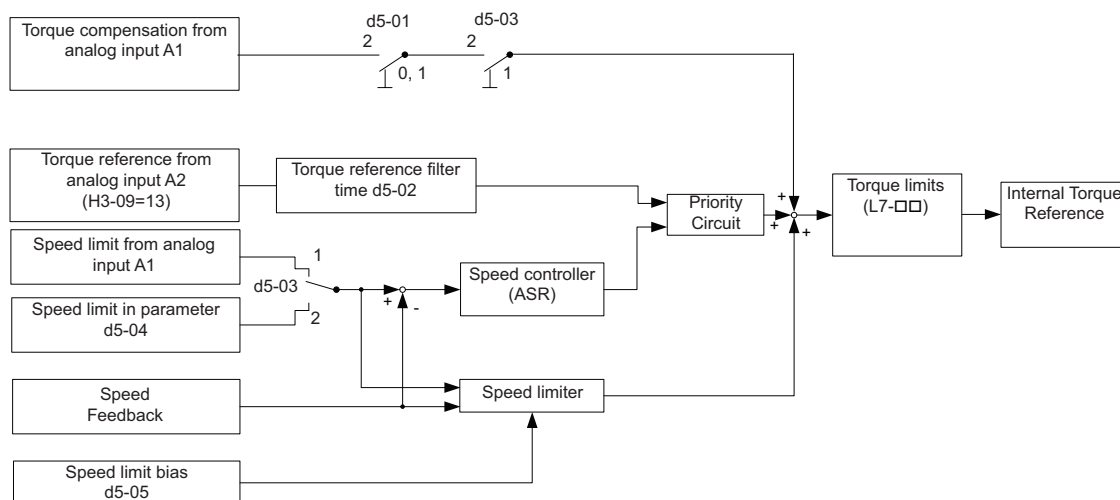 Torque compensation from
analog input A1
d5-01
2
0, 1
d5-03
2
1
Torque reference from
analog input A2
(H3-09=13)
Torque reference filter
time d5-02
Priority
Circuit
+
+
+
Torque limits
(L7-□□)
Internal Torque
Reference
Speed limit from analog
input A1
1
d5-03
2
Speed limit in parameter
d5-04
+
-
Speed controller
(ASR)
Speed
Feedback
Speed limiter
Speed limit bias
d5-05